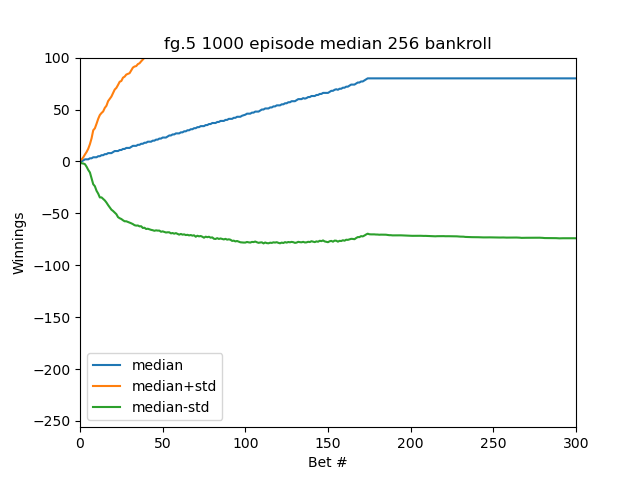 fg.5 1000 episode median 256 bankroll
100
50
0
−50
−100
−150
−200
−250
Winnings
median
median+std
median-std
0 50 100 150 200 250 300
Bet #